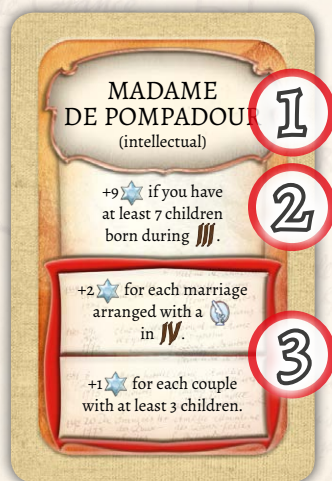 MADAME
DE POMPADOUR
(intellectual)
1
+9 if you have
at least 7 children
born during III.
2
+2 for each marriage
arranged with a
in IV.
3
+1 for each couple
with at least 3 children.